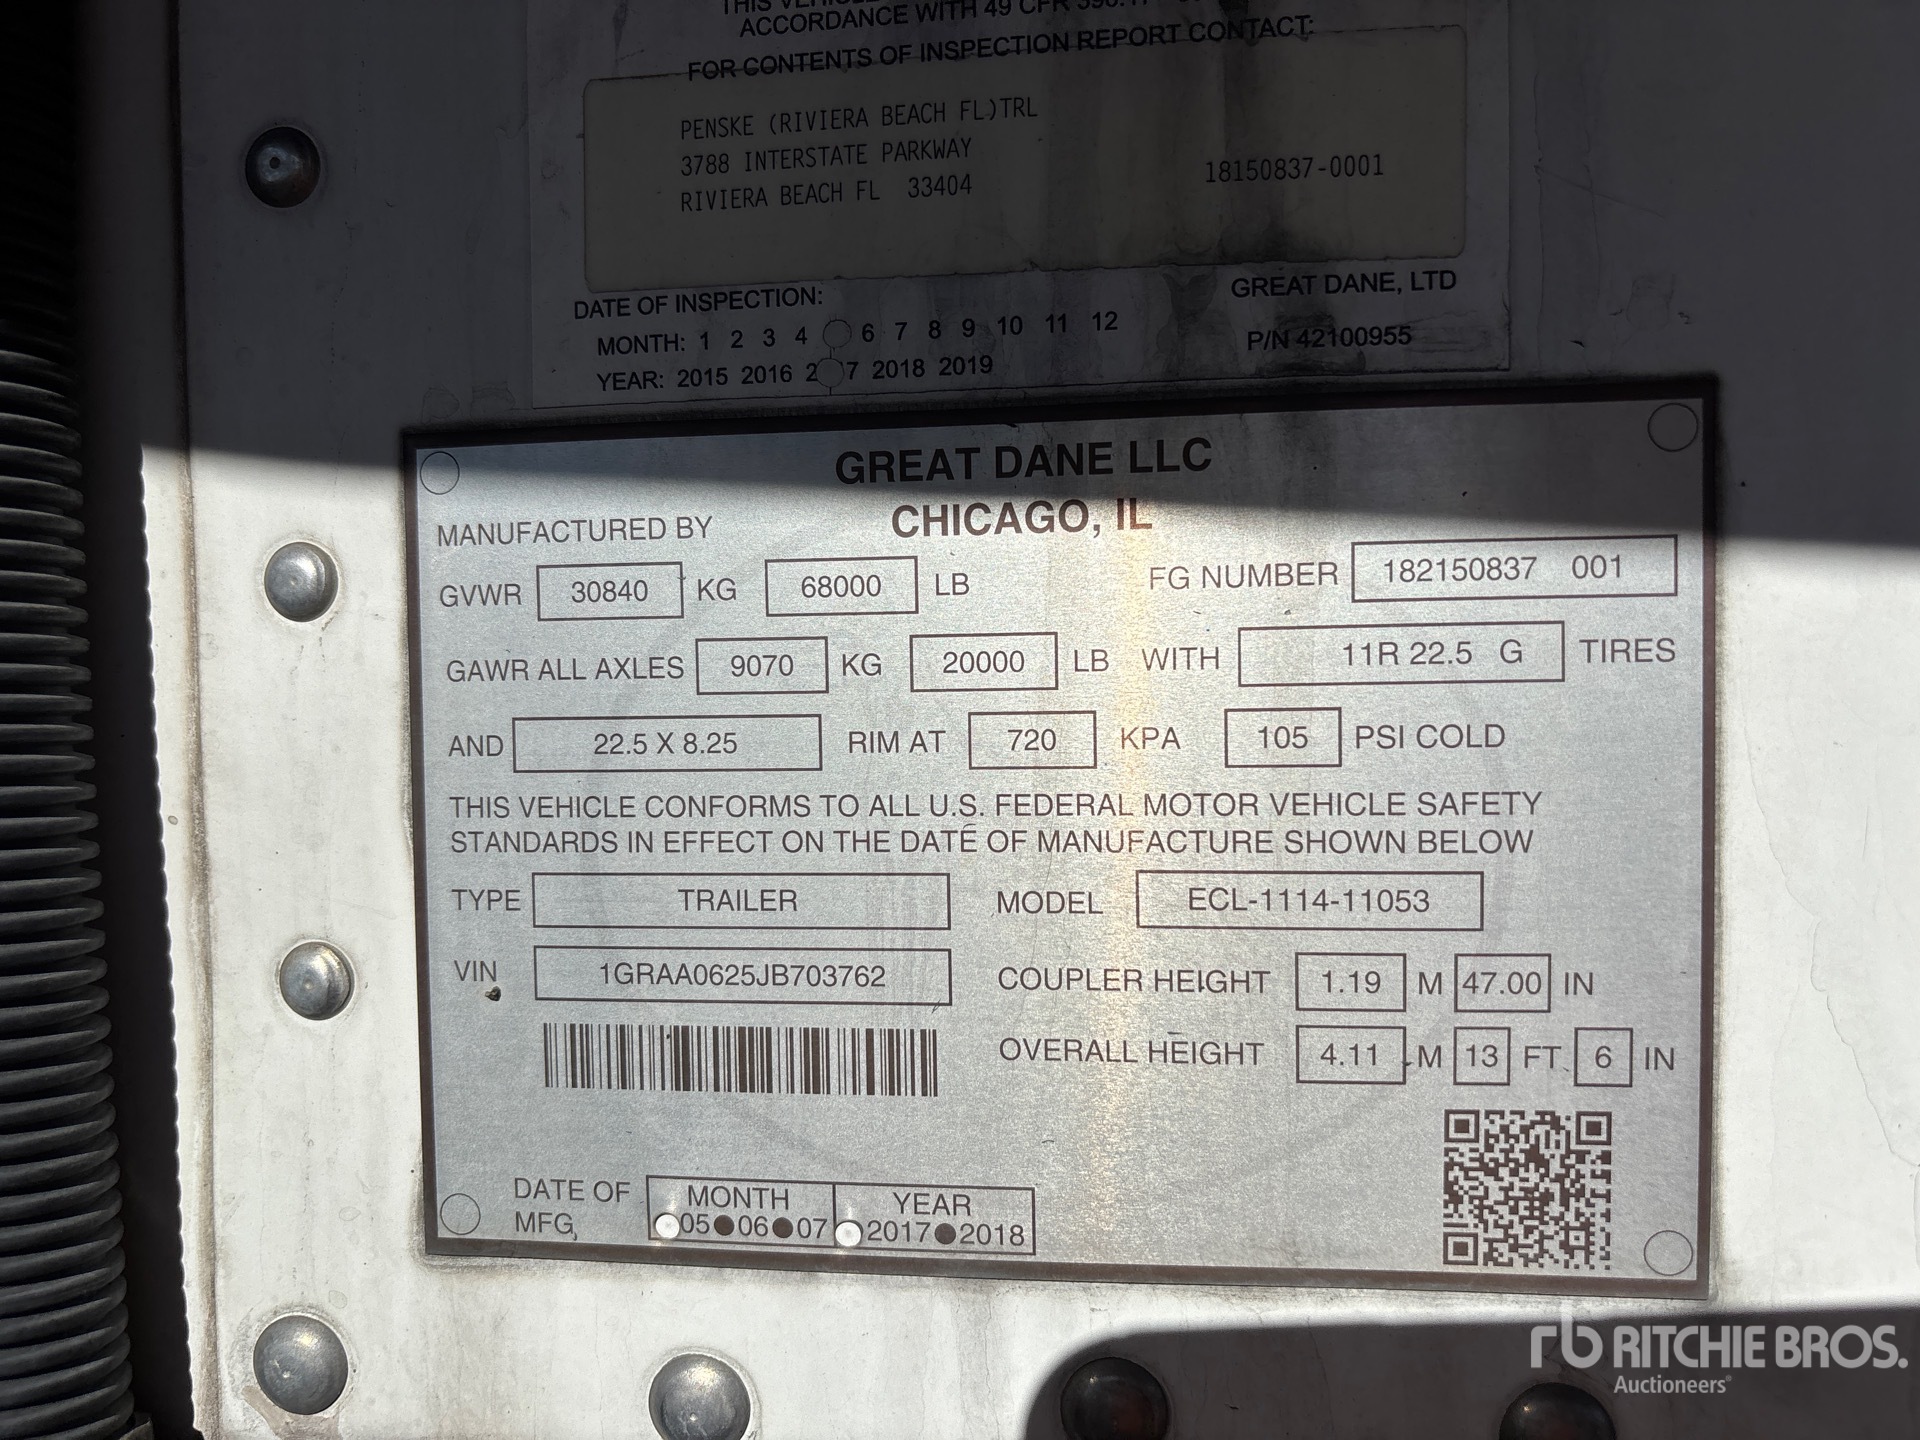 THIS VEHICLE
ACCORDANCE WITH 49 CFR 396.17
FOR CONTENTS OF INSPECTION REPORT CONTACT:
PENSKE (RIVIERA BEACH FL)TRL
3788 INTERSTATE PARKWAY
RIVIERA BEACH FL 33404 18150837-0001
DATE OF INSPECTION: GREAT DANE, LTD
MONTH: 1 2 3 4 6 7 8 9 10 11 12 P/N 42100955
YEAR: 2015 2016 2 7 2018 2019
GREAT DANE LLC
CHICAGO, IL
MANUFACTURED BY
GVWR 30840 KG 68000 LB FG NUMBER 182150837 001
GAWR ALL AXLES 9070 KG 20000 LB WITH 11R 22.5 G TIRES
AND 22.5 X 8.25 RIM AT 720 KPA 105 PSI COLD
THIS VEHICLE CONFORMS TO ALL U.S. FEDERAL MOTOR VEHICLE SAFETY
STANDARDS IN EFFECT ON THE DATE OF MANUFACTURE SHOWN BELOW
TYPE TRAILER MODEL ECL-1114-11053
VIN 1GRAA0625JB703762 COUPLER HEIGHT 1.19 M 47.00 IN
OVERALL HEIGHT 4.11 M 13 FT. 6 IN
DATE OF MFG, MONTH YEAR
05 06 07 2017 2018
rb RITCHIE BROS.
Auctioneers